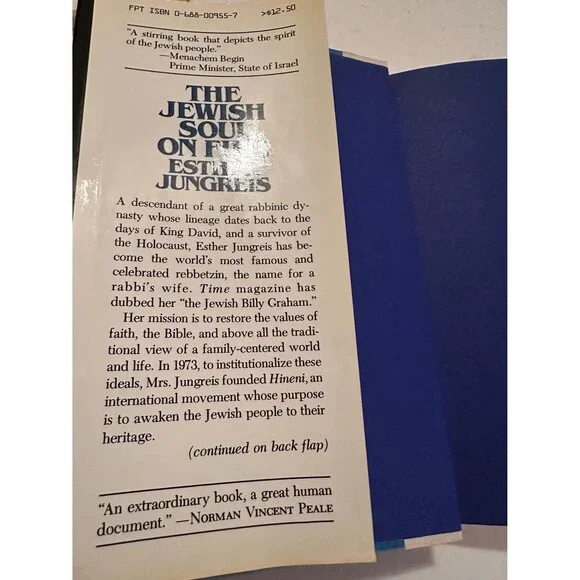 FPT ISBN 0-688-00955-7 >$12.50
"A stirring book that depicts the spirit
of the Jewish people."
—Menachem Begin
Prime Minister, State of Israel
THE
JEWISH
SOUL
ON
ESTHER
JUNGREIS
A descendant of a great rabbinic dy-
nasty whose lineage dates back to the
days of King David, and a survivor of
the Holocaust, Esther Jungreis has be-
come the world's most famous and
celebrated rebbetzin, the name for a
rabbi's wife. Time magazine has
dubbed her "the Jewish Billy Graham."
Her mission is to restore the values of
faith, the Bible, and above all the tradi-
tional view of a family-centered world
and life. In 1973, to institutionalize these
ideals, Mrs. Jungreis founded Hineni, an
international movement whose purpose
is to awaken the Jewish people to their
heritage.
(continued on back flap)
"An extraordinary book, a great human
document." —NORMAN VINCENT PEALE